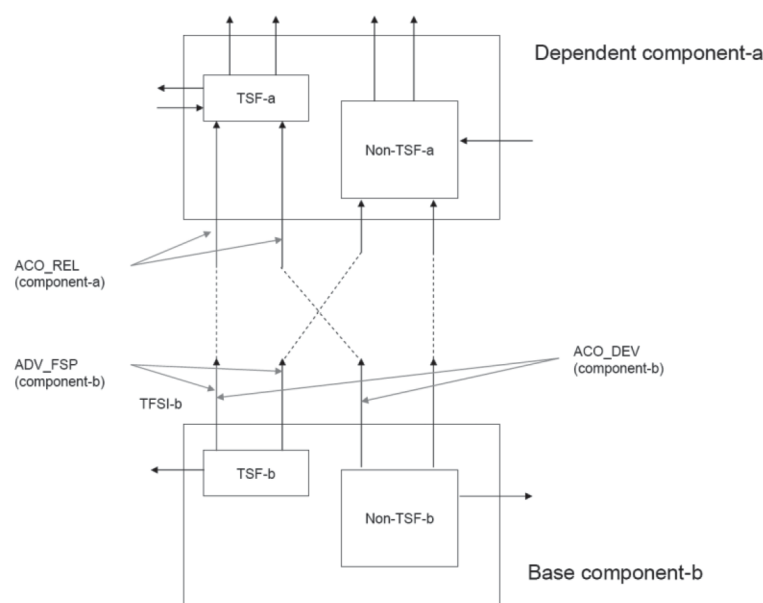 Dependent component-a
TSF-a
Non-TSF-a
ACO_REL
(component-a)
ADV_FSP
(component-b)
ACO_DEV
(component-b)
TFSI-b
TSF-b
Non-TSF-b
Base component-b